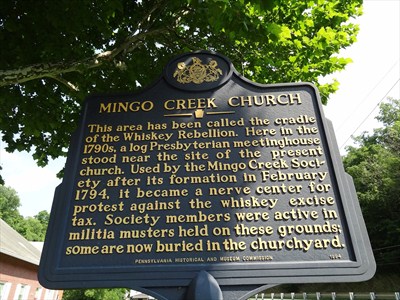 MINGO CREEK CHURCH
This area has been called the cradle
of the Whiskey Rebellion. Here in the
1790s, a log Presbyterian meetinghouse
stood near the site of the present
church. Used by the Mingo Creek Soci-
ety after its formation in February
1794, it became a nerve center for
protest against the whiskey excise
tax. Society members were active in
militia musters held on these grounds;
some are now buried in the churchyard.
PENNSYLVANIA HISTORICAL AND MUSEUM COMMISSION 1994